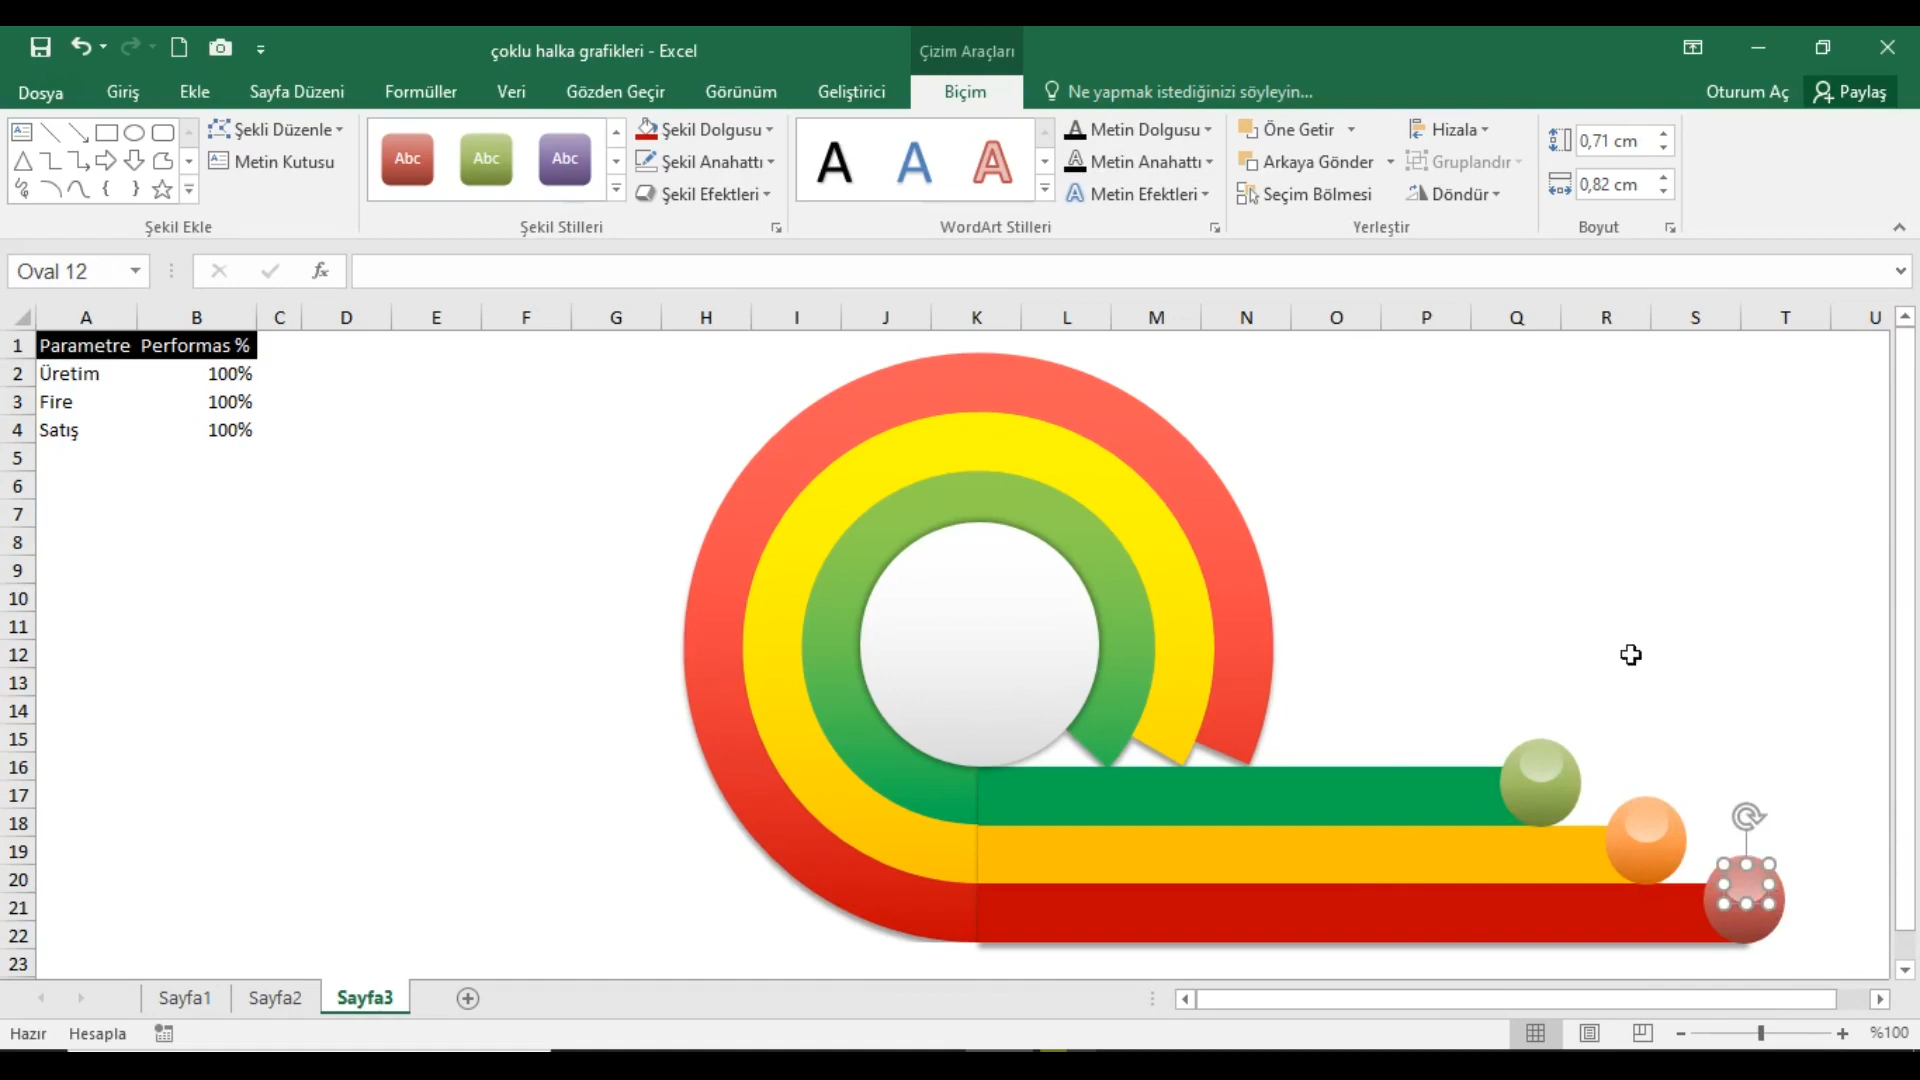 çoklu halka grafikleri - Excel
Çizim Araçları
Dosya Giriş Ekle Sayfa Düzeni Formüller Veri Gözden Geçir Görünüm Geliştirici Biçim Ne yapmak istediğinizi söyleyin... Oturum Aç Paylaş
Şekli Düzenle
Metin Kutusu
Şekil Ekle
Abc Abc Abc
Şekil Dolgusu
Şekil Anahattı
Şekil Efektleri
Şekil Stilleri
A A A
Metin Dolgusu
Metin Anahattı
Metin Efektleri
WordArt Stilleri
Öne Getir
Arkaya Gönder
Seçim Bölmesi
Hizala
Gruplandır
Döndür
Yerleştir
0,71 cm
0,82 cm
Boyut
Oval 12
fx
A B C D E F G H I J K L M N O P Q R S T U
1 Parametre Performas %
2 Üretim 100%
3 Fire 100%
4 Satış 100%
5
6
7
8
9
10
11
12
13
14
15
16
17
18
19
20
21
22
23
Sayfa1 Sayfa2 Sayfa3
Hazır Hesapla %100